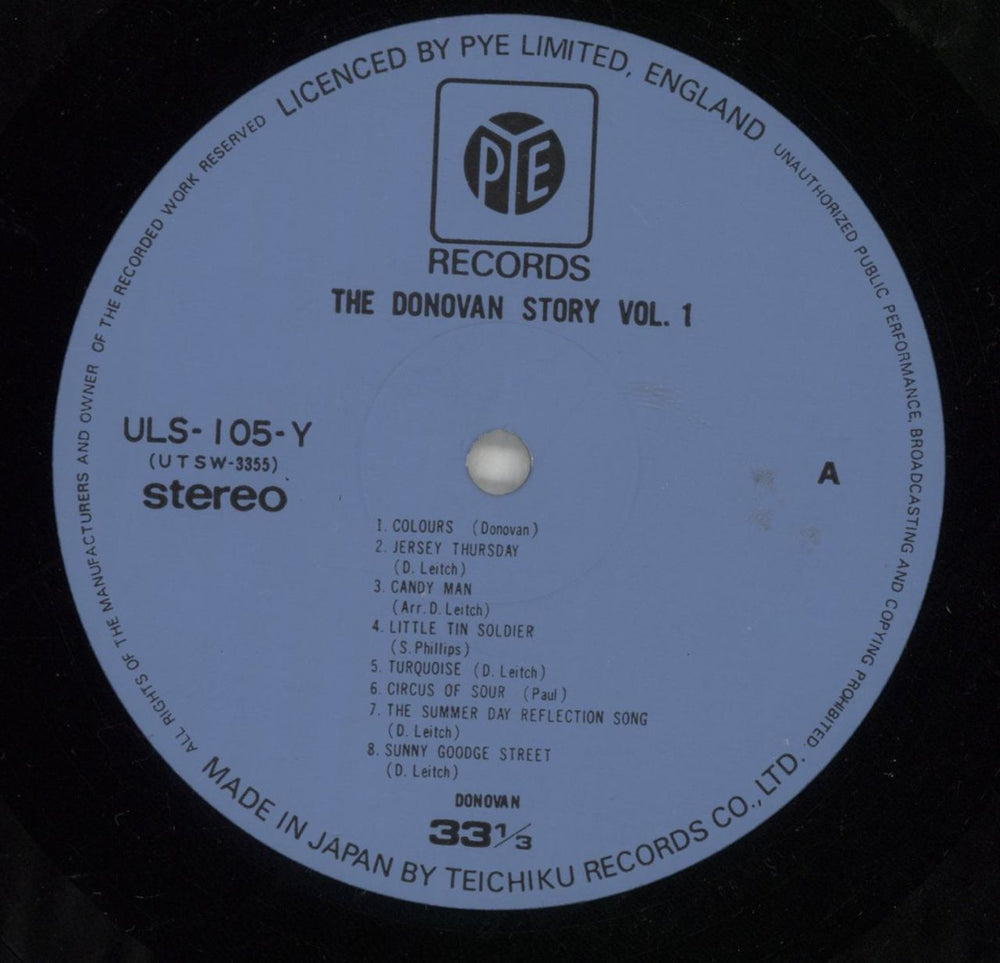 LICENCED BY PYE LIMITED, ENGLAND
UNAUTHORIZED PUBLIC PERFORMANCE, BROADCASTING AND COPYING PROHIBITED.
PYE
RECORDS
THE DONOVAN STORY VOL. 1
ULS-105-Y
(UTSW-3355)
stereo
A
1. COLOURS (Donovan)
2. JERSEY THURSDAY
(D. Leitch)
3. CANDY MAN
(Arr. D. Leitch)
4. LITTLE TIN SOLDIER
(S. Phillips)
5. TURQUOISE (D. Leitch)
6. CIRCUS OF SOUR (Paul)
7. THE SUMMER DAY REFLECTION SONG
(D. Leitch)
8. SUNNY GOODGE STREET
(D. Leitch)
DONOVAN
33 1/3
MADE IN JAPAN BY TEICHIKU RECORDS CO., LTD.
ALL RIGHTS OF THE MANUFACTURERS AND OWNER OF THE RECORDED WORK RESERVED